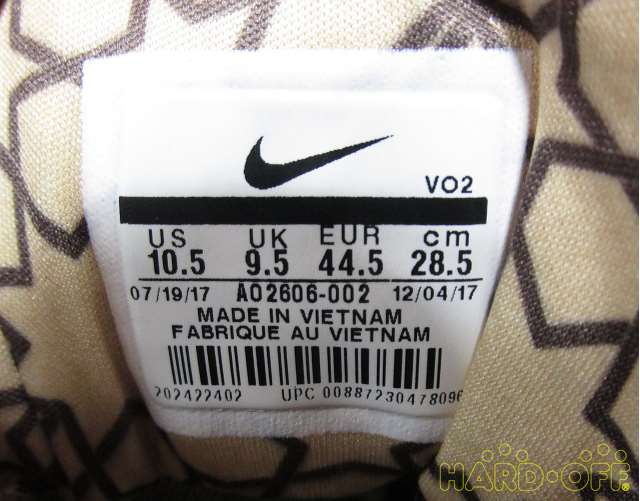 VO2
US UK EUR cm
10.5 9.5 44.5 28.5
07/19/17 AO2606-002 12/04/17
MADE IN VIETNAM
FABRIQUE AU VIETNAM
202422402 UPC 00887230478096
HARD·OFF